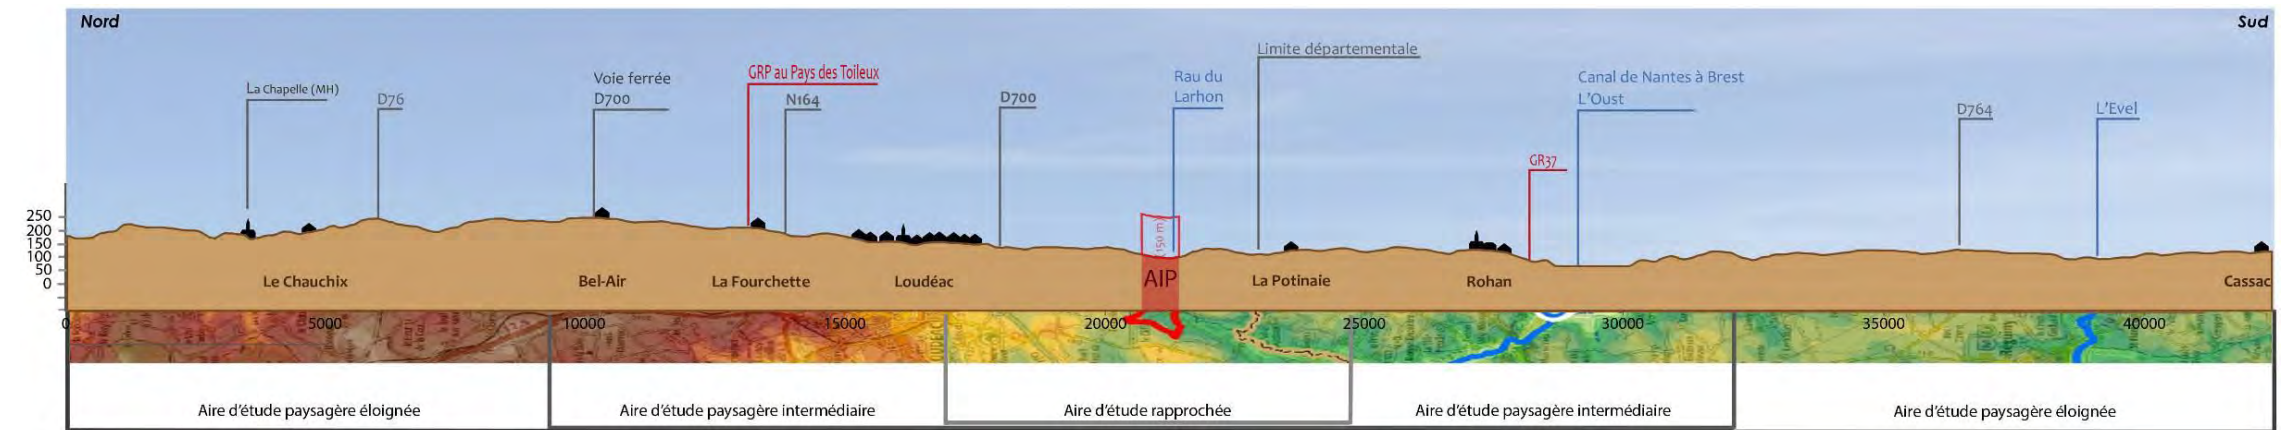 Nord
Sud
Limite départementale
GRP au Pays des Toileux
Voie ferrée
D700
Rau du
Larhon
Canal de Nantes à Brest
L'Oust
La Chapelle (MH)
D76
N164
D700
D764
L'Evel
GR37
250
200
150
100
50
0
(150 m)
AIP
Le Chauchix
Bel-Air
La Fourchette
Loudéac
La Potinaie
Rohan
Cassac
0
5000
10000
15000
20000
25000
30000
35000
40000
Aire d'étude paysagère éloignée
Aire d'étude paysagère intermédiaire
Aire d'étude rapprochée
Aire d'étude paysagère intermédiaire
Aire d'étude paysagère éloignée